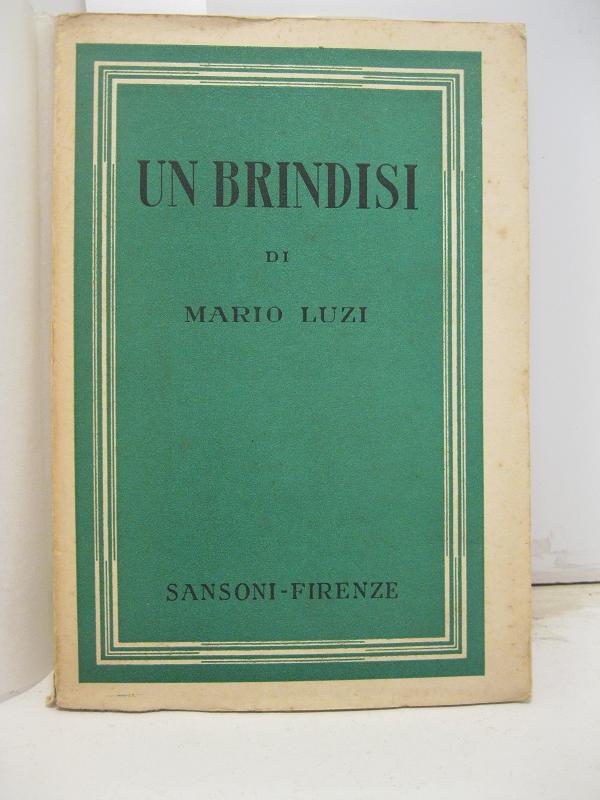 UN BRINDISI
DI
MARIO LUZI
SANSONI-FIRENZE